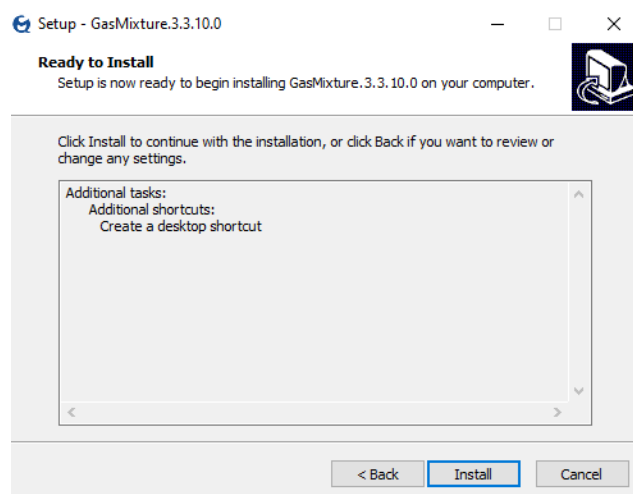 Setup - GasMixture.3.3.10.0
Ready to Install
Setup is now ready to begin installing GasMixture.3.3.10.0 on your computer.
Click Install to continue with the installation, or click Back if you want to review or
change any settings.
Additional tasks:
Additional shortcuts:
Create a desktop shortcut
< Back Install Cancel